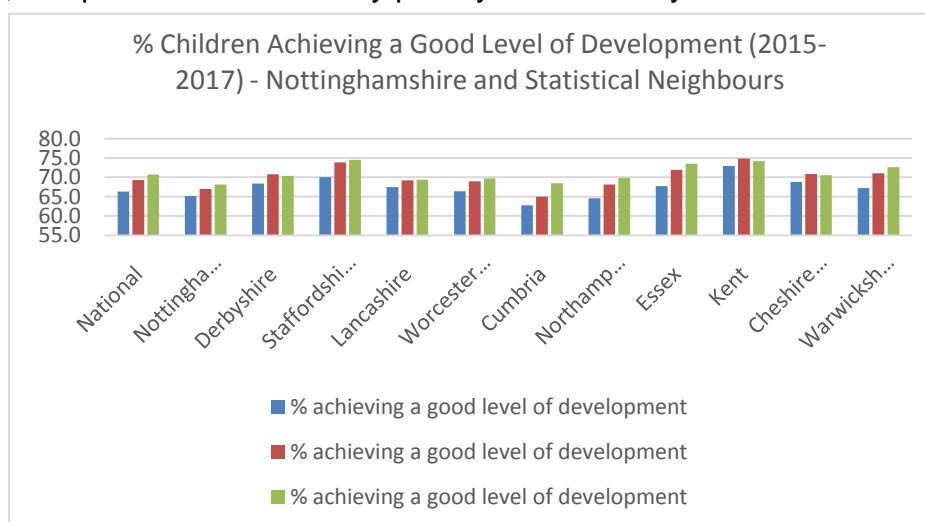 % Children Achieving a Good Level of Development (2015-
2017) - Nottinghamshire and Statistical Neighbours
80.0
75.0
70.0
65.0
60.0
55.0
National
Nottingha...
Derbyshire
Staffordshi...
Lancashire
Worcester...
Cumbria
Northamp...
Essex
Kent
Cheshire...
Warwicksh...
% achieving a good level of development
% achieving a good level of development
% achieving a good level of development